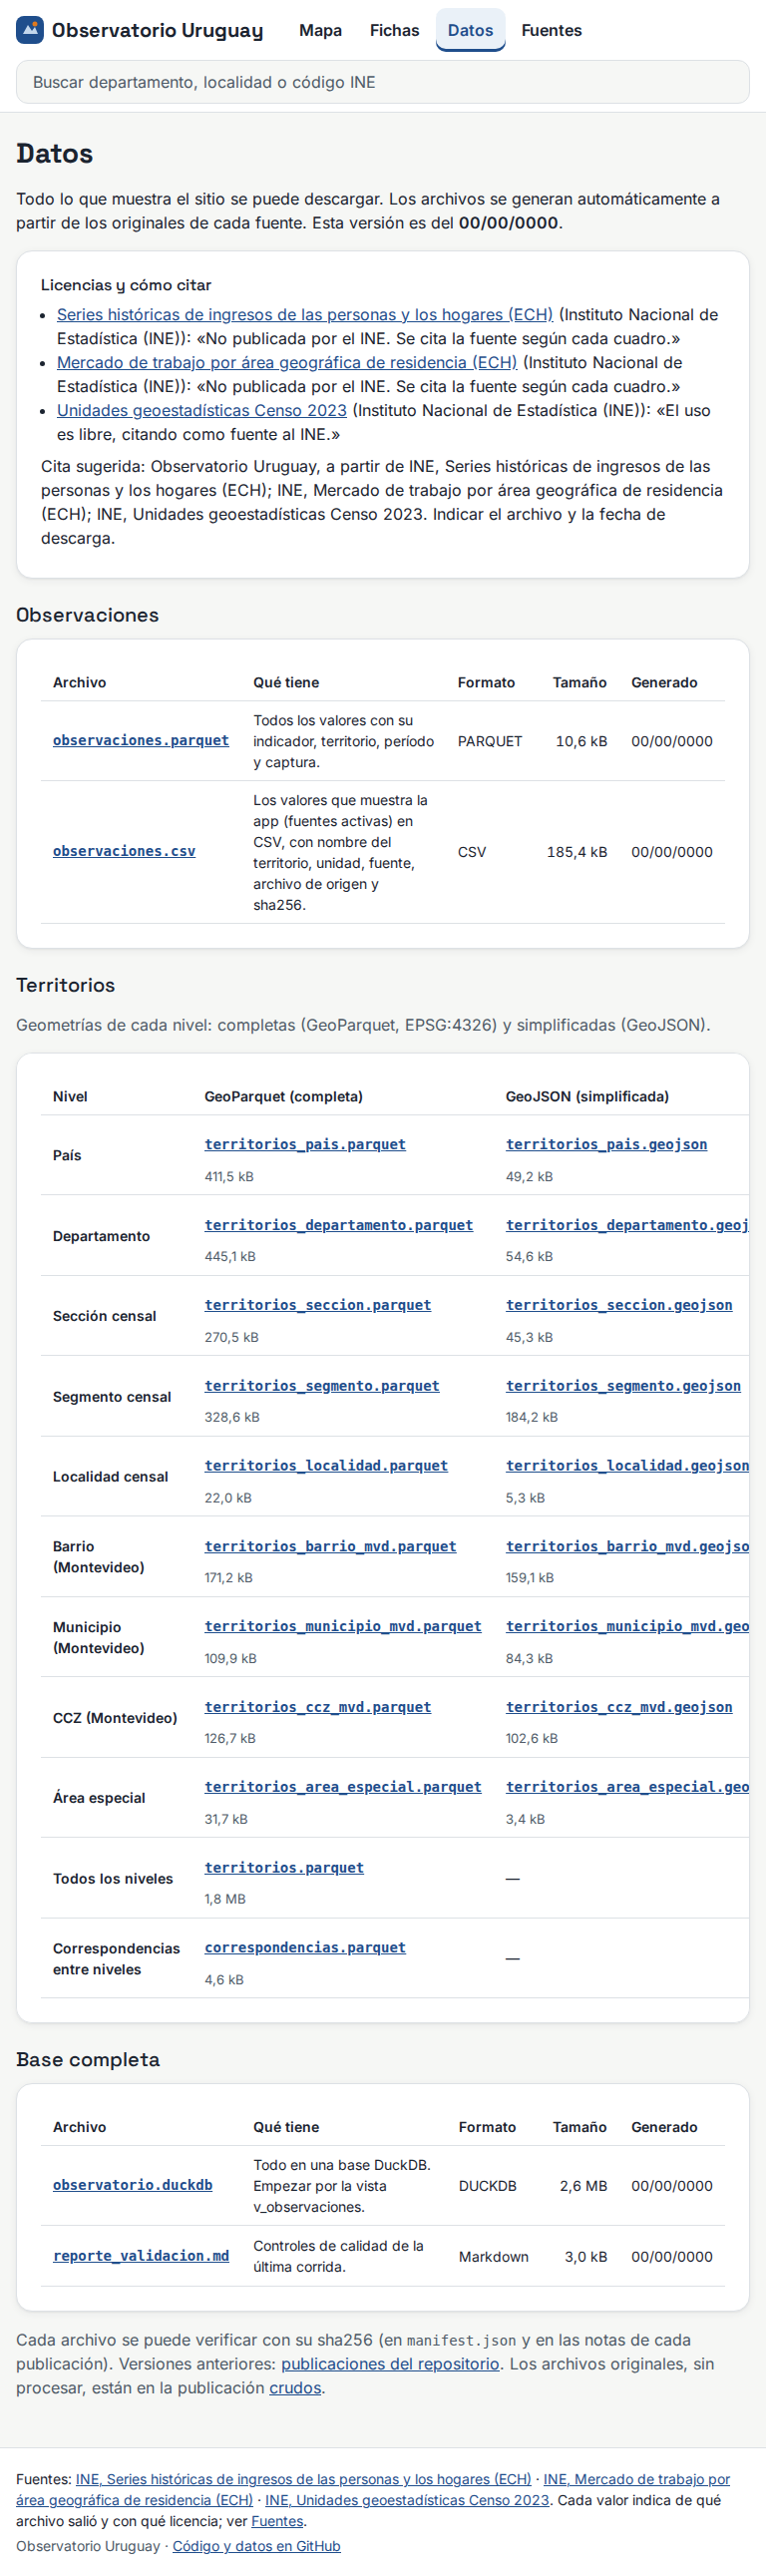 Observatorio Uruguay Mapa Fichas Datos Fuentes
Buscar departamento, localidad o código INE
Datos
Todo lo que muestra el sitio se puede descargar. Los archivos se generan automáticamente a
partir de los originales de cada fuente. Esta versión es del 00/00/0000.
Licencias y cómo citar
• Series históricas de ingresos de las personas y los hogares (ECH) (Instituto Nacional de
Estadística (INE)): «No publicada por el INE. Se cita la fuente según cada cuadro.»
• Mercado de trabajo por área geográfica de residencia (ECH) (Instituto Nacional de
Estadística (INE)): «No publicada por el INE. Se cita la fuente según cada cuadro.»
• Unidades geoestadísticas Censo 2023 (Instituto Nacional de Estadística (INE)): «El uso
es libre, citando como fuente al INE.»
Cita sugerida: Observatorio Uruguay, a partir de INE, Series históricas de ingresos de las
personas y los hogares (ECH); INE, Mercado de trabajo por área geográfica de residencia
(ECH); INE, Unidades geoestadísticas Censo 2023. Indicar el archivo y la fecha de
descarga.
Observaciones
Archivo Qué tiene Formato Tamaño Generado
observaciones.parquet
Todos los valores con su
indicador, territorio, período
y captura.
PARQUET 10,6 kB 00/00/0000
observaciones.csv
Los valores que muestra la
app (fuentes activas) en
CSV, con nombre del
territorio, unidad, fuente,
archivo de origen y
sha256.
CSV 185,4 kB 00/00/0000
Territorios
Geometrías de cada nivel: completas (GeoParquet, EPSG:4326) y simplificadas (GeoJSON).
Nivel GeoParquet (completa) GeoJSON (simplificada)
País
territorios_pais.parquet territorios_pais.geojson
411,5 kB 49,2 kB
Departamento
territorios_departamento.parquet territorios_departamento.geoj
445,1 kB 54,6 kB
Sección censal
territorios_seccion.parquet territorios_seccion.geojson
270,5 kB 45,3 kB
Segmento censal
territorios_segmento.parquet territorios_segmento.geojson
328,6 kB 184,2 kB
Localidad censal
territorios_localidad.parquet territorios_localidad.geojson
22,0 kB 5,3 kB
Barrio
(Montevideo)
territorios_barrio_mvd.parquet territorios_barrio_mvd.geojso
171,2 kB 159,1 kB
Municipio
(Montevideo)
territorios_municipio_mvd.parquet territorios_municipio_mvd.geo
109,9 kB 84,3 kB
CCZ (Montevideo)
territorios_ccz_mvd.parquet territorios_ccz_mvd.geojson
126,7 kB 102,6 kB
Área especial
territorios_area_especial.parquet territorios_area_especial.geo
31,7 kB 3,4 kB
Todos los niveles
territorios.parquet —
1,8 MB
Correspondencias
entre niveles
correspondencias.parquet —
4,6 kB
Base completa
Archivo Qué tiene Formato Tamaño Generado
observatorio.duckdb
Todo en una base DuckDB.
Empezar por la vista
v_observaciones.
DUCKDB 2,6 MB 00/00/0000
reporte_validacion.md
Controles de calidad de la
última corrida.
Markdown 3,0 kB 00/00/0000
Cada archivo se puede verificar con su sha256 (en manifest.json y en las notas de cada
publicación). Versiones anteriores: publicaciones del repositorio. Los archivos originales, sin
procesar, están en la publicación crudos.
Fuentes: INE, Series históricas de ingresos de las personas y los hogares (ECH) · INE, Mercado de trabajo por
área geográfica de residencia (ECH) · INE, Unidades geoestadísticas Censo 2023. Cada valor indica de qué
archivo salió y con qué licencia; ver Fuentes.
Observatorio Uruguay · Código y datos en GitHub